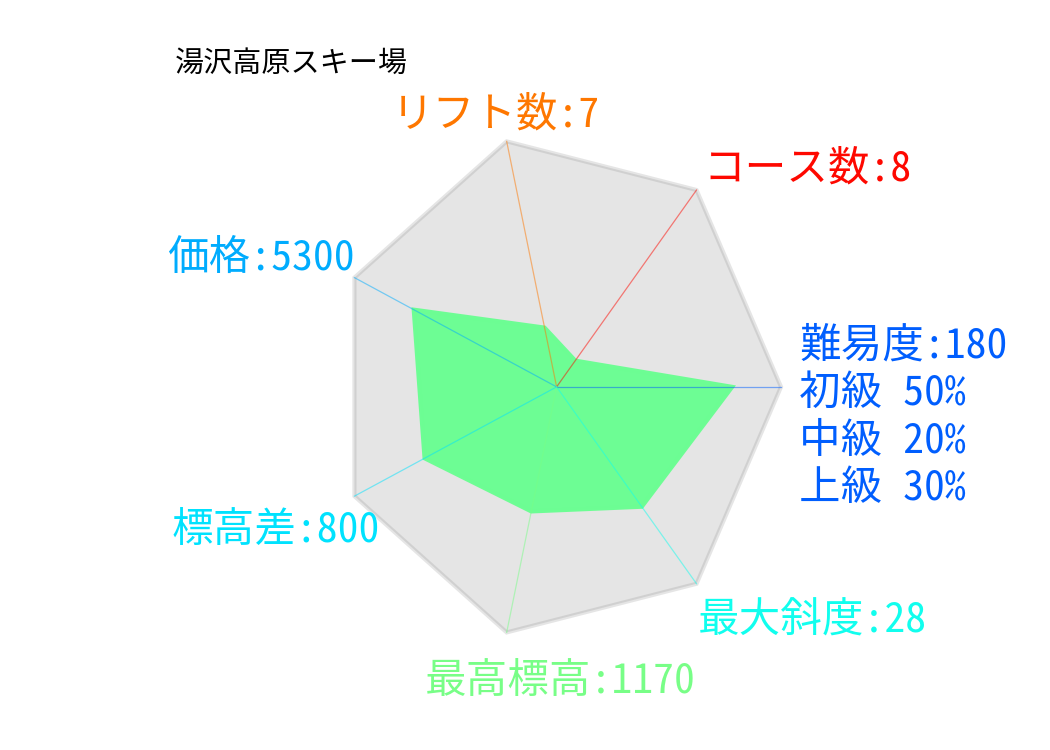 湯沢高原スキー場
リフト数:7
コース数:8
価格:5300
難易度:180
初級 50%
中級 20%
上級 30%
標高差:800
最大斜度:28
最高標高:1170